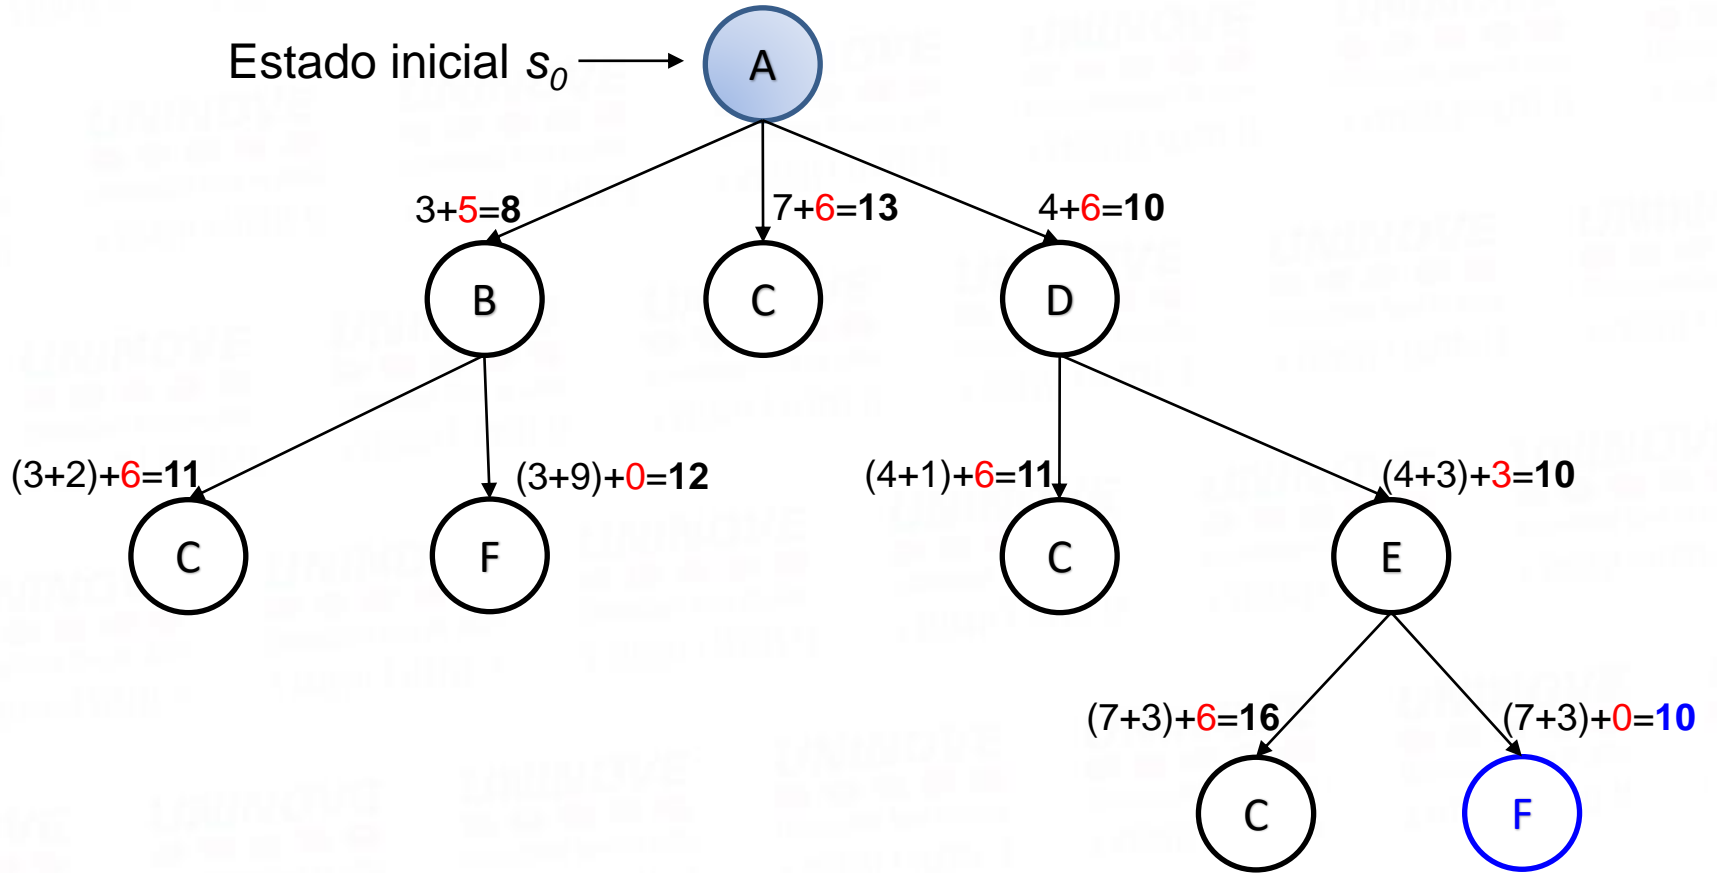 Estado inicial s0
A
3+5=8
7+6=13
4+6=10
B
C
D
(3+2)+6=11
(3+9)+0=12
(4+1)+6=11
(4+3)+3=10
C
F
C
E
(7+3)+6=16
(7+3)+0=10
C
F